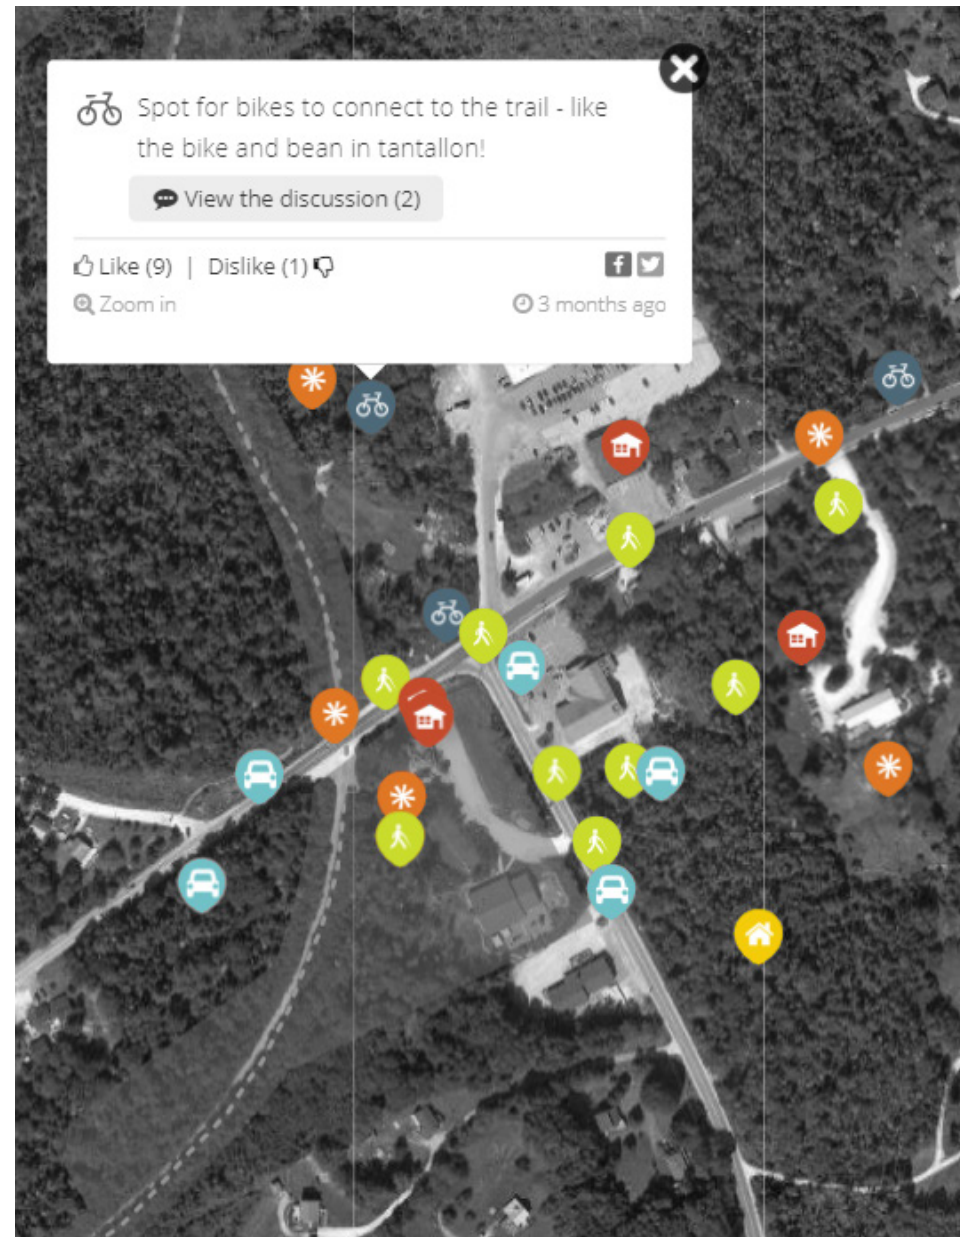 Spot for bikes to connect to the trail - like
the bike and bean in tantallon!
View the discussion (2)
Like (9) | Dislike (1)
Zoom in
3 months ago